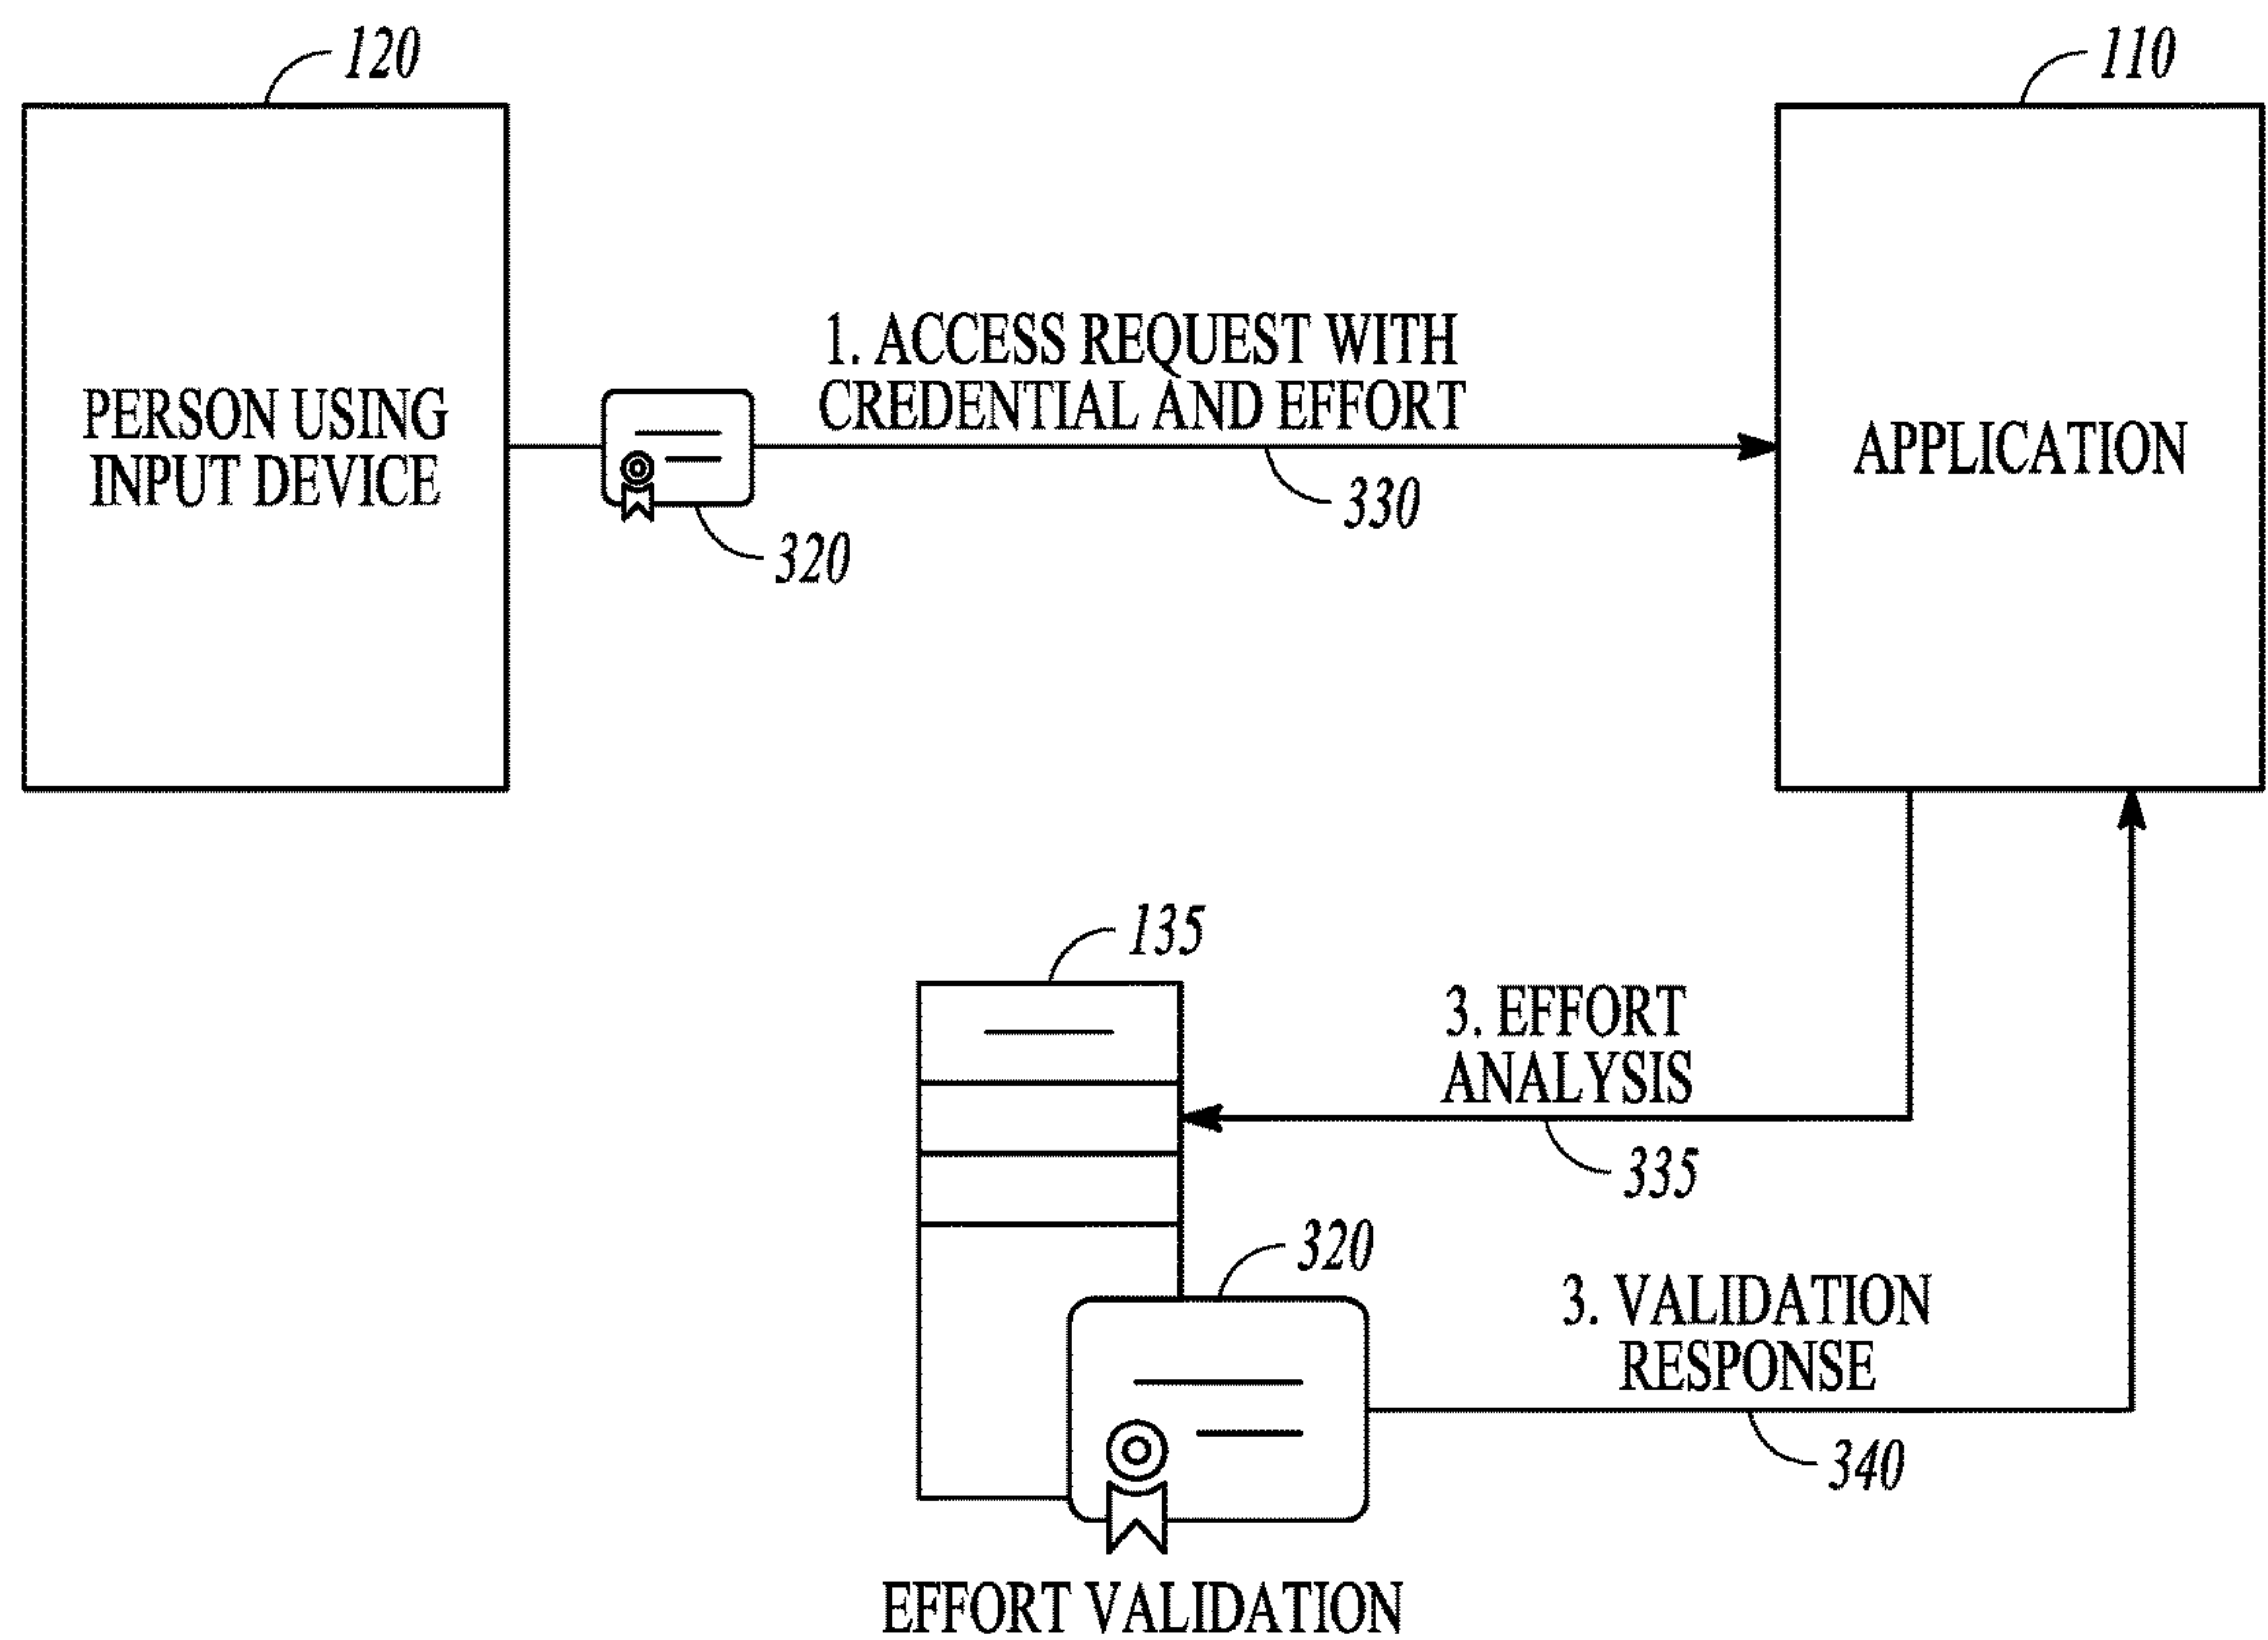 120
110
1. ACCESS REQUEST WITH
CREDENTIAL AND EFFORT
PERSON USING
INPUT DEVICE
APPLICATION
330
320
135
3. EFFORT
ANALYSIS
335
320
3. VALIDATION
RESPONSE
340
EFFORT VALIDATION